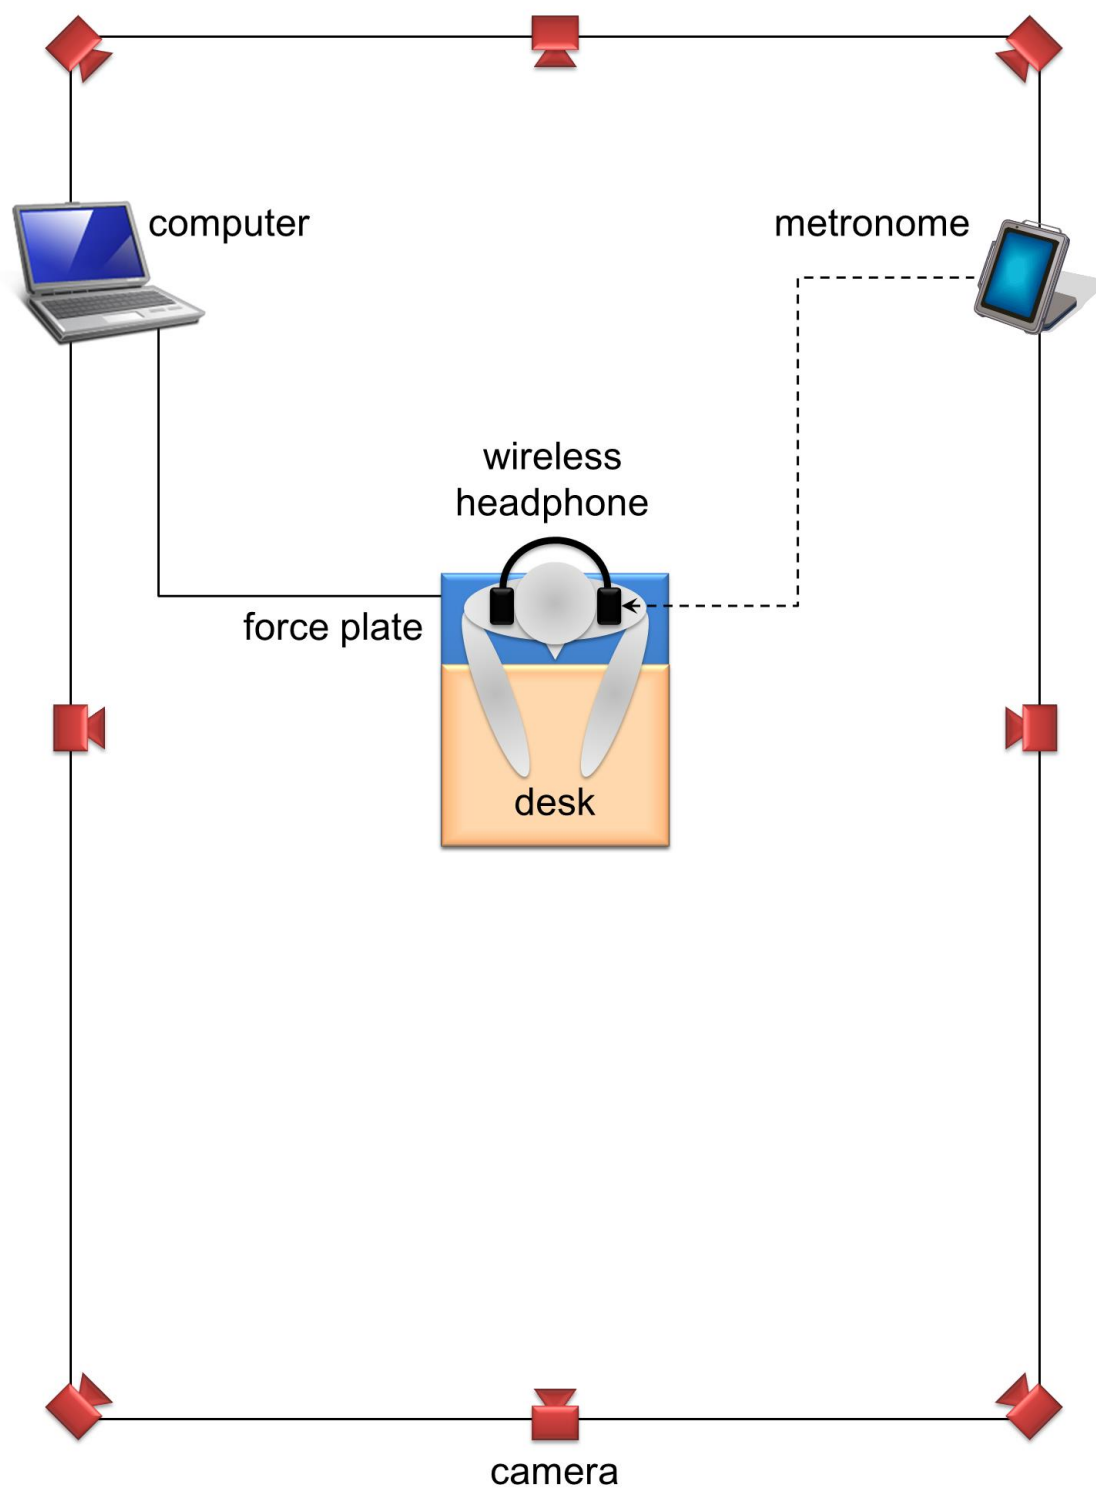 computer
metronome
wireless
headphone
force plate
desk
camera